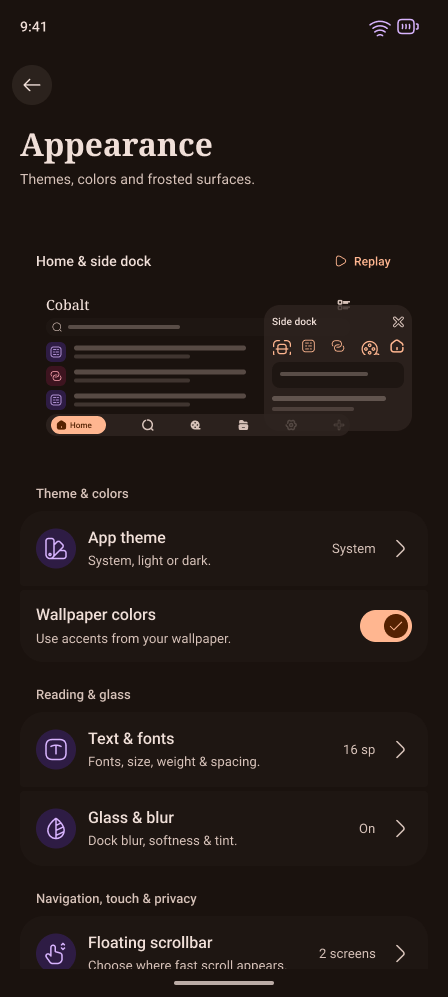 9:41
Appearance
Themes, colors and frosted surfaces.
Home & side dock
Replay
Cobalt
Side dock
Home
Theme & colors
App theme
System
System, light or dark.
Wallpaper colors
Use accents from your wallpaper.
Reading & glass
Text & fonts
16 sp
Fonts, size, weight & spacing.
Glass & blur
On
Dock blur, softness & tint.
Navigation, touch & privacy
Floating scrollbar
2 screens
Choose where fast scroll appears.